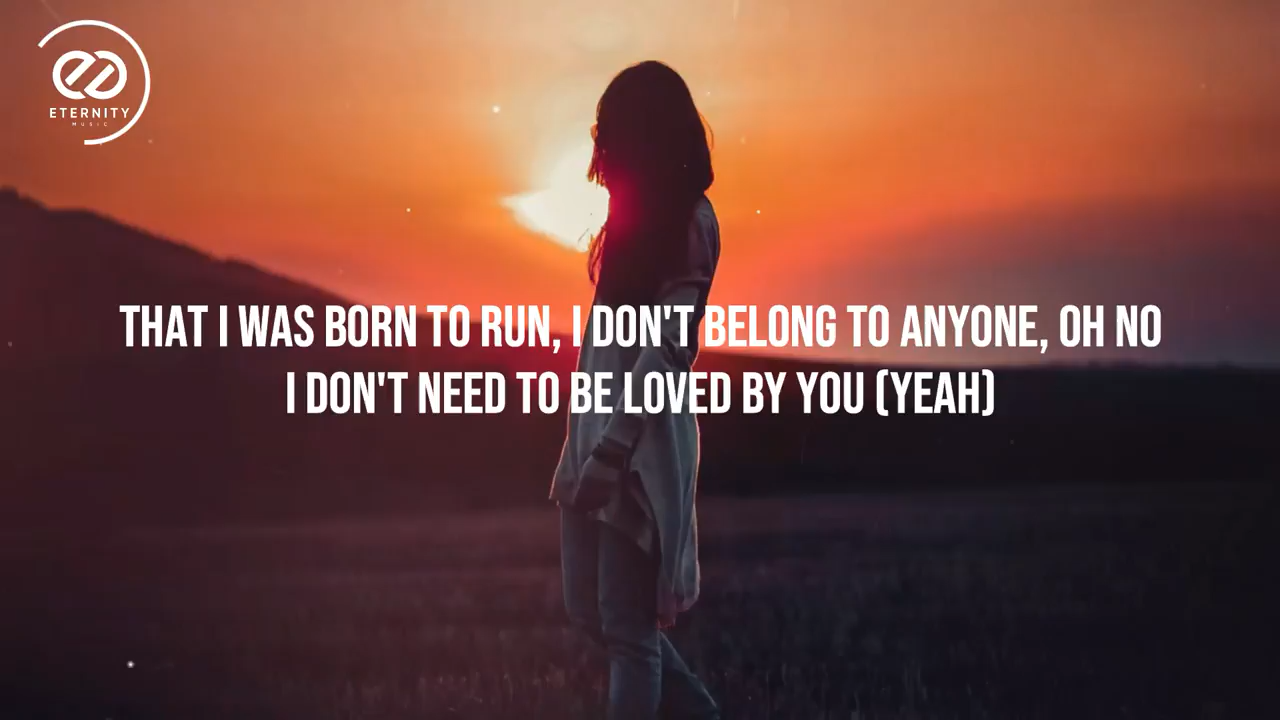 ETERNITY
MUSIC
THAT I WAS BORN TO RUN, I DON'T BELONG TO ANYONE, OH NO
I DON'T NEED TO BE LOVED BY YOU (YEAH)